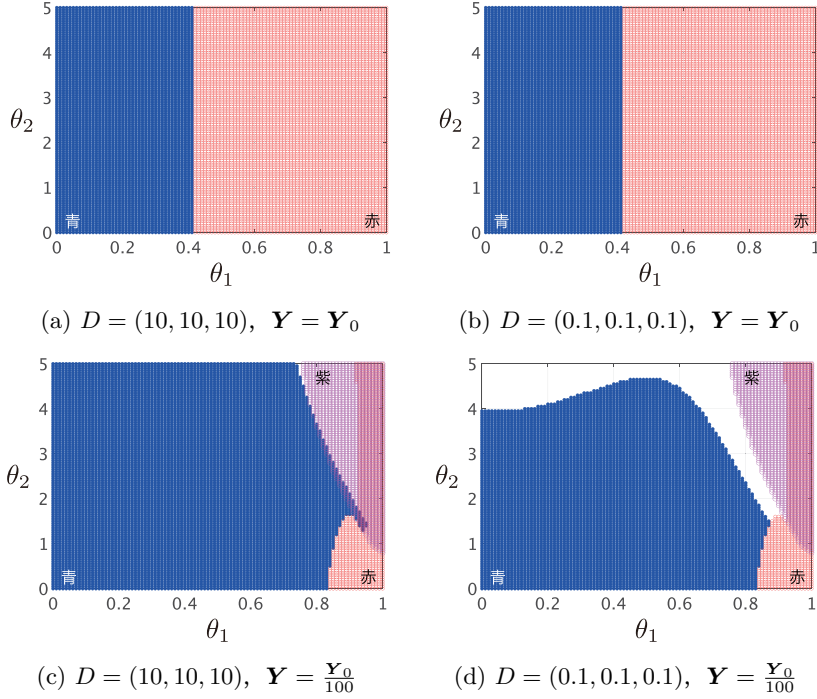 5 4 3 2 1 0
θ2
青 赤
0 0.2 0.4 0.6 0.8 1
θ1
(a) D = (10, 10, 10), Y = Y0
5 4 3 2 1 0
θ2
青 赤
0 0.2 0.4 0.6 0.8 1
θ1
(b) D = (0.1, 0.1, 0.1), Y = Y0
5 4 3 2 1 0
θ2
紫
青 赤
0 0.2 0.4 0.6 0.8 1
θ1
(c) D = (10, 10, 10), Y = Y0/100
5 4 3 2 1 0
θ2
紫
青 赤
0 0.2 0.4 0.6 0.8 1
θ1
(d) D = (0.1, 0.1, 0.1), Y = Y0/100